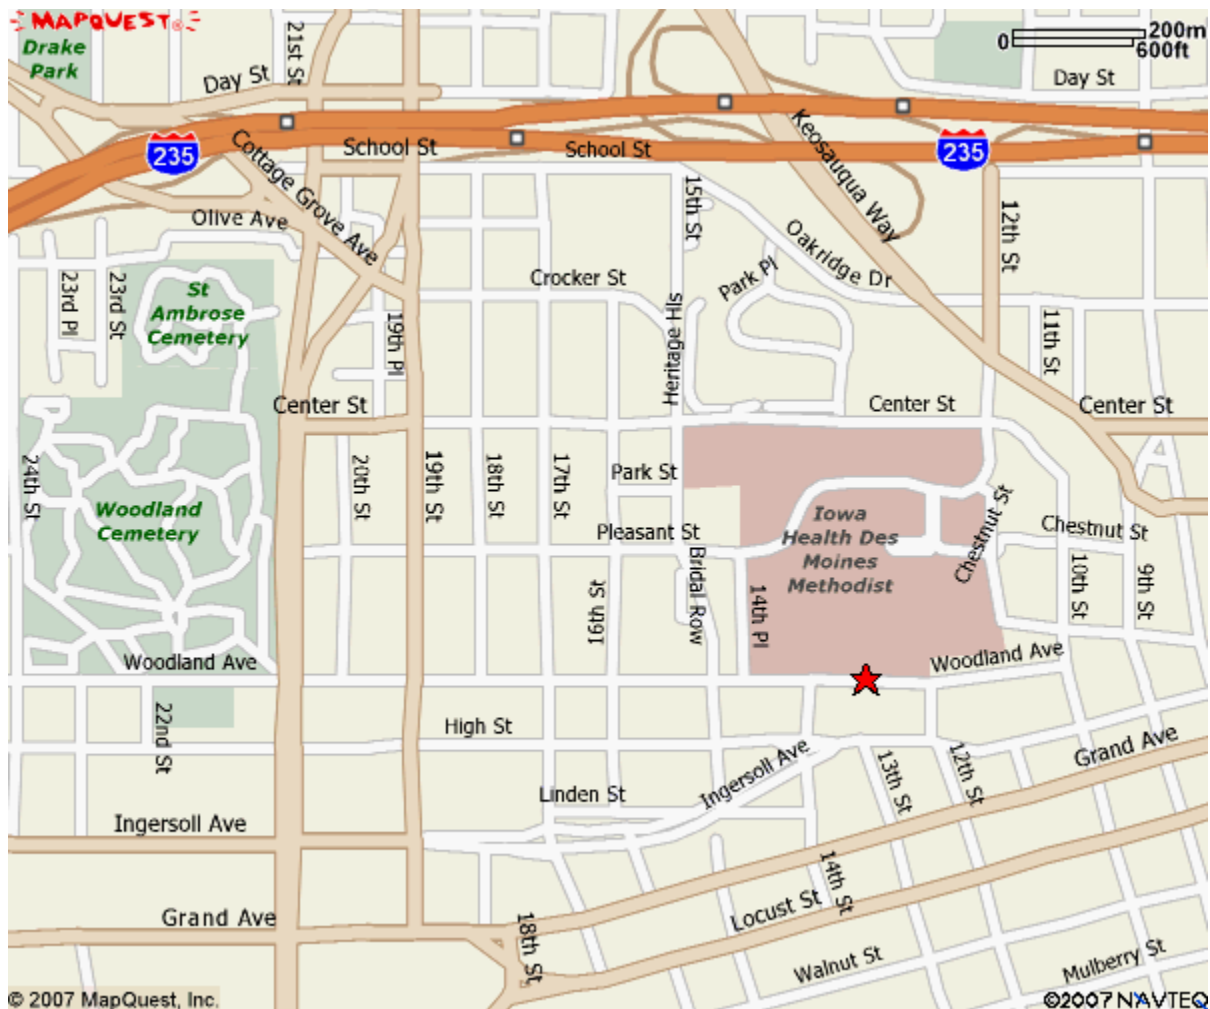 MAPQUEST®
Drake
Park
21st St
200m
0
600ft
Day St
Day St
235
235
School St
School St
Cottage Grove Ave
Keosauqua Way
Olive Ave
15th St
12th St
Oakridge Dr
Park Pl
Crocker St
23rd Pl
23rd St
St
Ambrose
Cemetery
19th Pl
Heritage Hls
11th St
Center St
Center St
Center St
24th St
20th St
19th St
18th St
17th St
Park St
Woodland
Cemetery
Pleasant St
Iowa
Health Des
Moines
Methodist
Chestnut St
Chestnut St
16th St
Bridal Row
14th Pl
10th St
9th St
Woodland Ave
Woodland Ave
22nd St
High St
Ingersoll Ave
13th St
12th St
Grand Ave
Linden St
Ingersoll Ave
14th St
Grand Ave
18th St
Locust St
Walnut St
Mulberry St
© 2007 MapQuest, Inc.
©2007 NAVTEQ